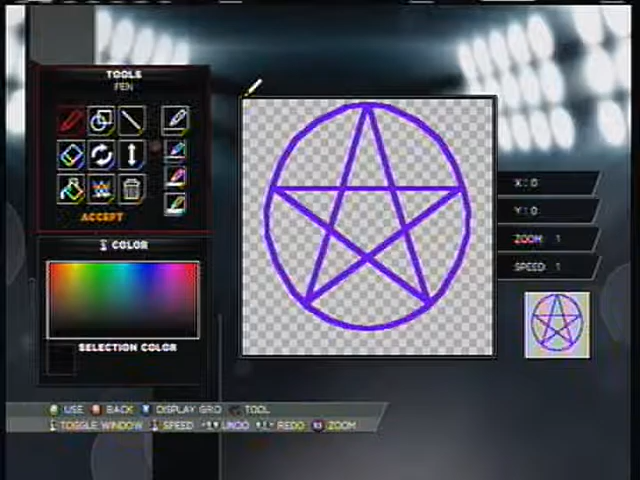 TOOLS
PEN
ACCEPT
COLOR
SELECTION COLOR
X: 0
Y: 0
ZOOM: 1
SPEED: 1
USE BACK DISPLAY GRID TOOL
TOGGLE WINDOW SPEED UNDO REDO ZOOM